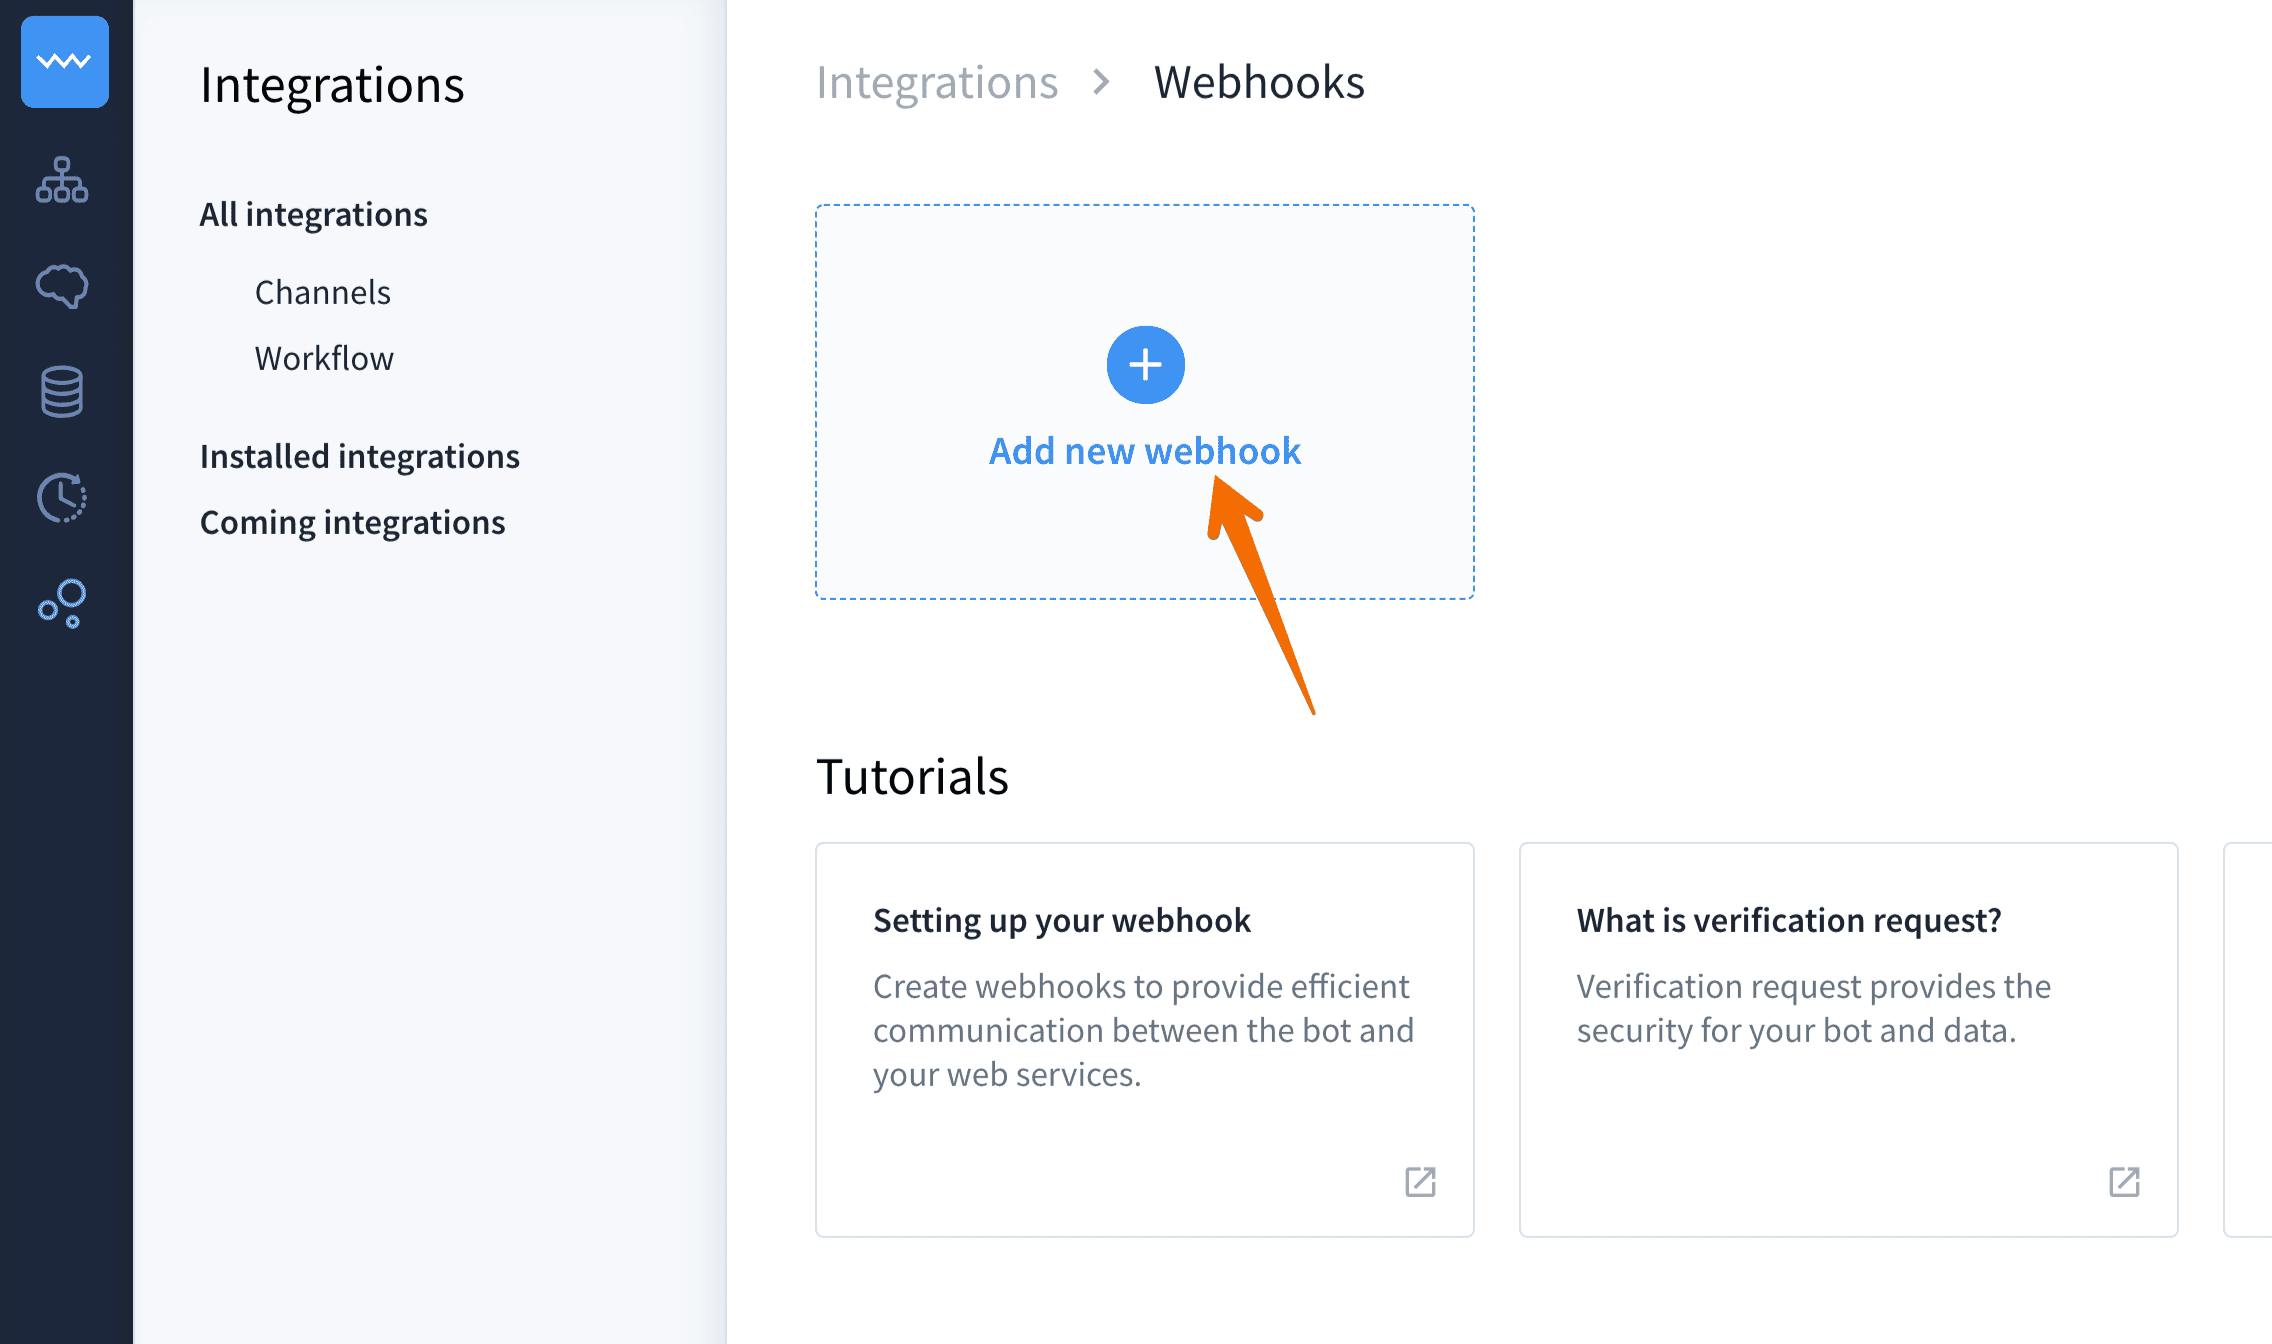 Integrations
All integrations
Channels
Workflow
Installed integrations
Coming integrations
Integrations > Webhooks
Add new webhook
Tutorials
Setting up your webhook
Create webhooks to provide efficient
communication between the bot and
your web services.
What is verification request?
Verification request provides the
security for your bot and data.